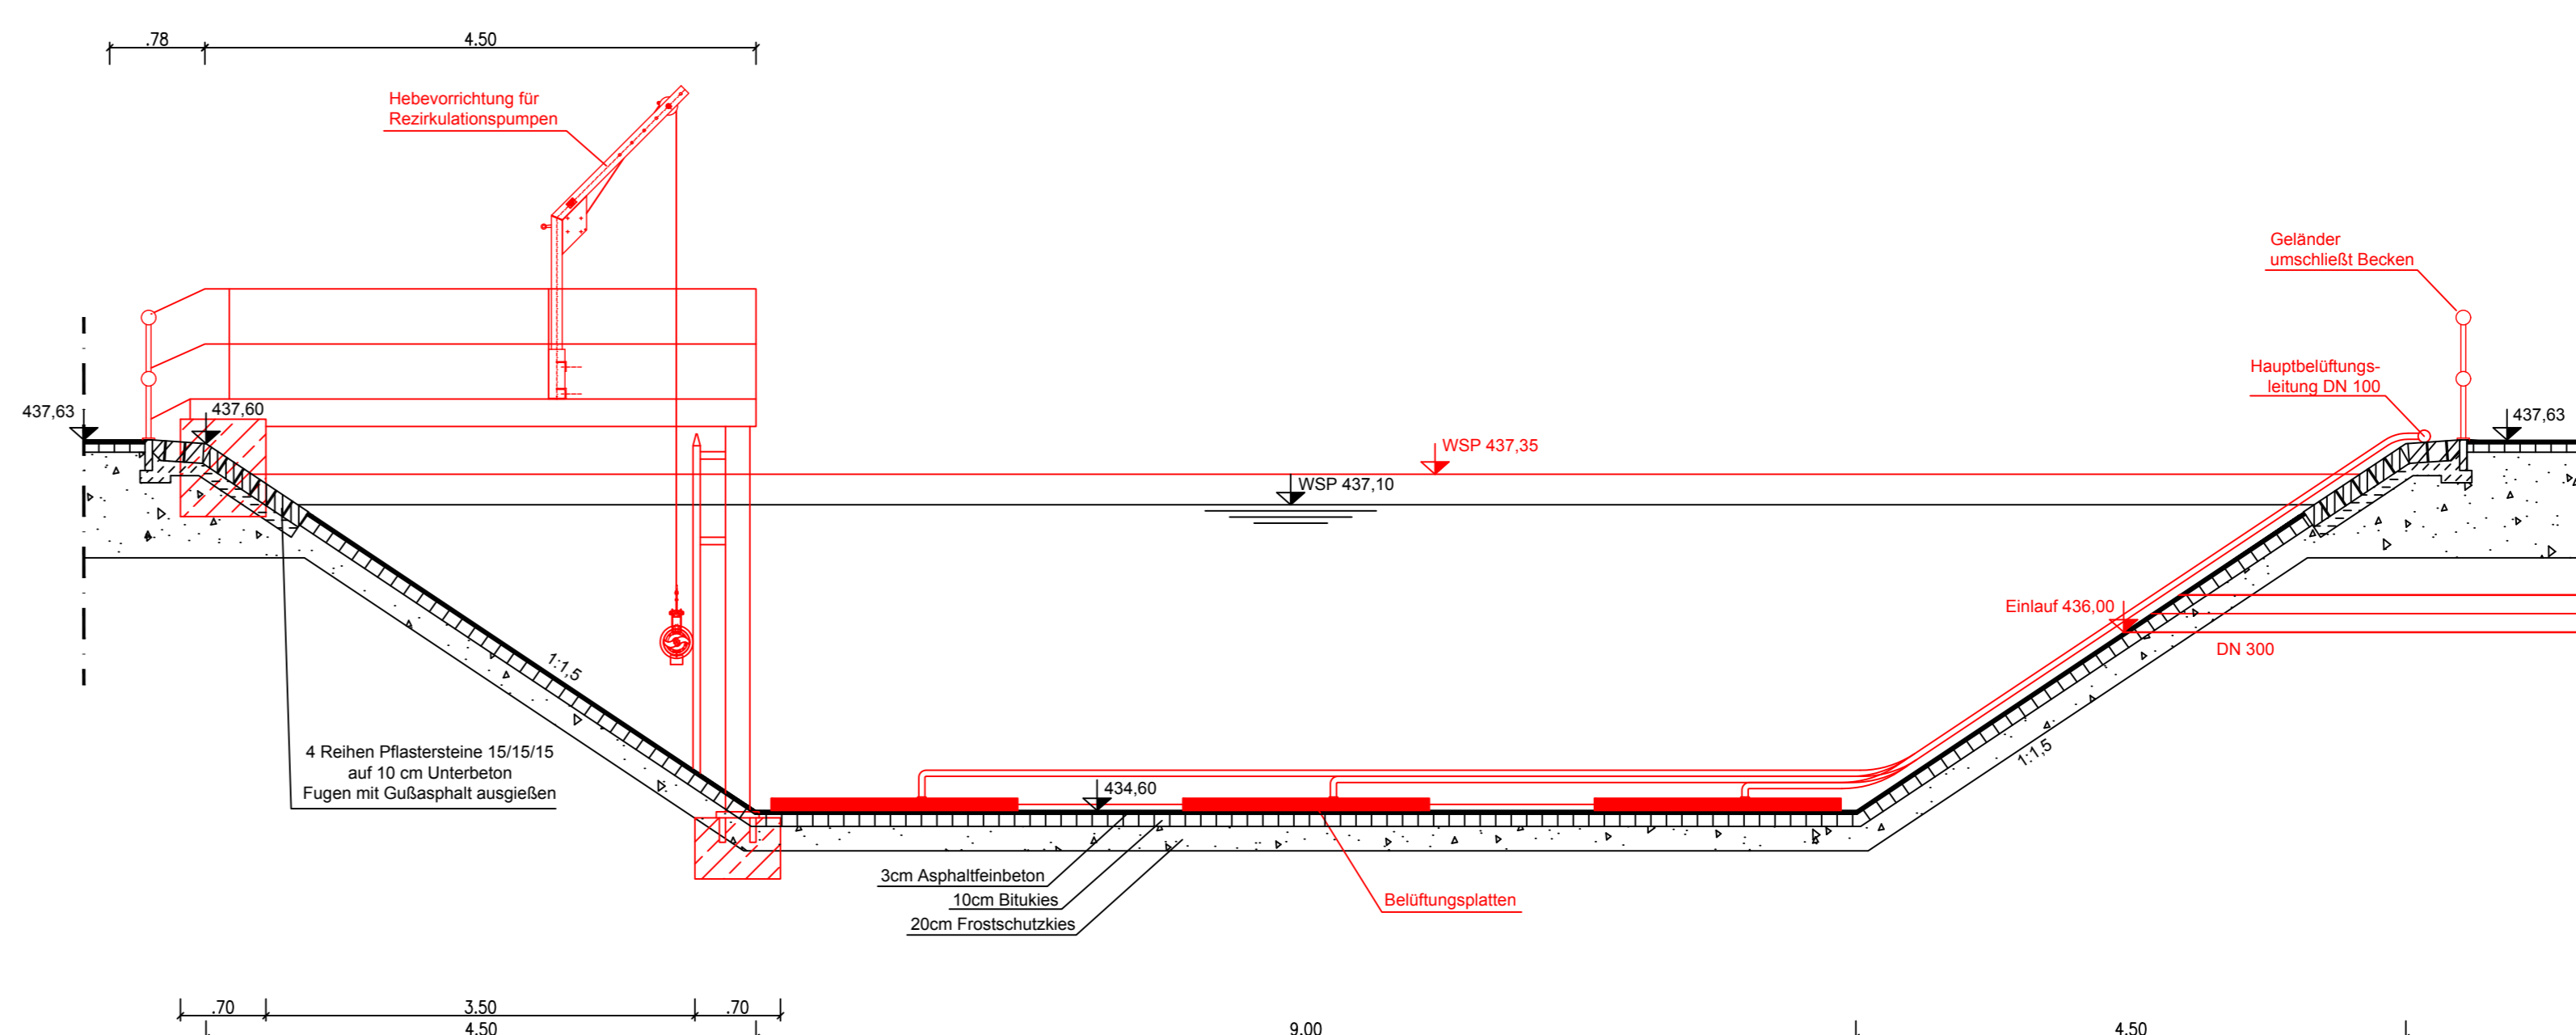 .78
4.50
Hebevorrichtung für
Rezirkulationspumpen
Geländer
umschließt Becken
Hauptbelüftungs-
leitung DN 100
437,63
437,60
437,63
WSP 437,35
WSP 437,10
Einlauf 436,00
DN 300
1:1,5
1:1,5
4 Reihen Pflastersteine 15/15/15
auf 10 cm Unterbeton
Fugen mit Gußasphalt ausgießen
434,60
3cm Asphaltfeinbeton
10cm Bitukies
20cm Frostschutzkies
Belüftungsplatten
.70
3.50
.70
4.50
9.00
4.50